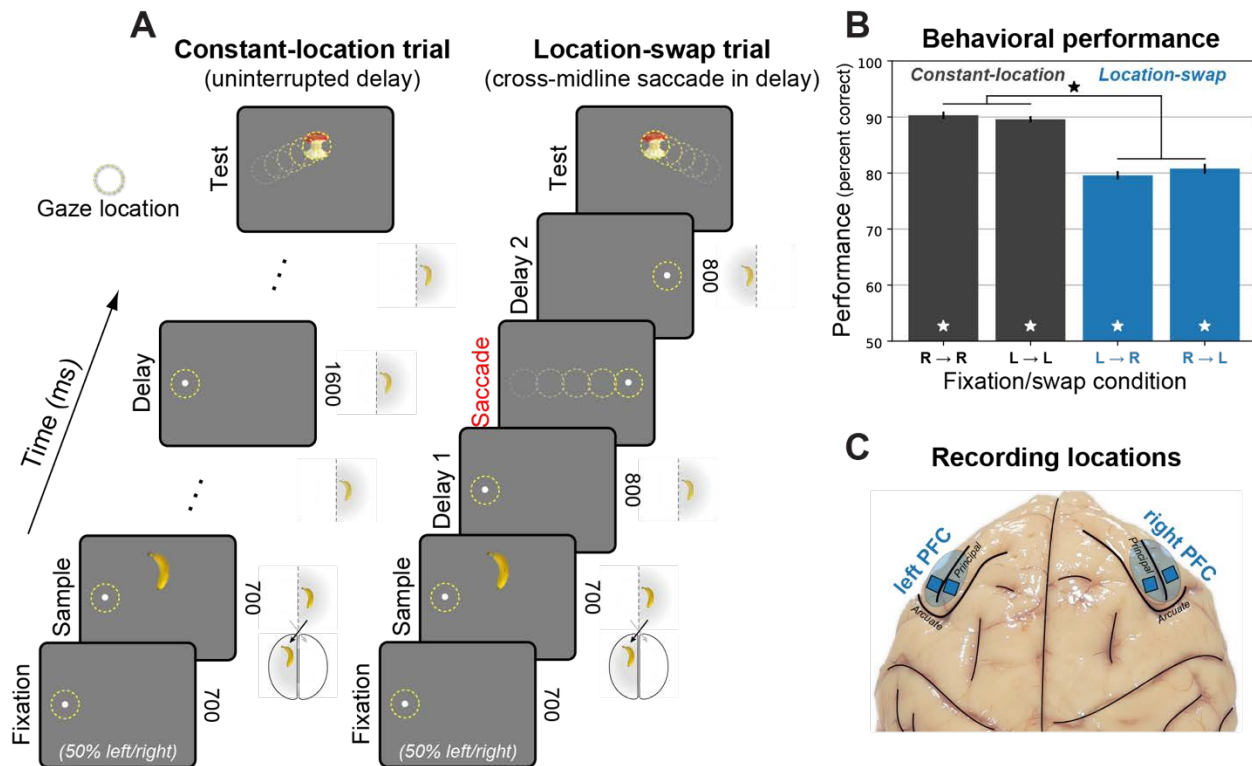 A
Constant-location trial
(uninterrupted delay)
Location-swap trial
(cross-midline saccade in delay)
Gaze location
Time (ms)
Test
Delay
1600
Sample
700
Fixation
700
(50% left/right)
Test
Delay 2
800
Saccade
Delay 1
800
Sample
700
Fixation
700
(50% left/right)
B
Behavioral performance
Constant-location
Location-swap
Performance (percent correct)
100
90
80
70
60
50
R → R
L → L
L → R
R → L
Fixation/swap condition
C
Recording locations
left PFC
right PFC
Principal
Principal
Arcuate
Arcuate